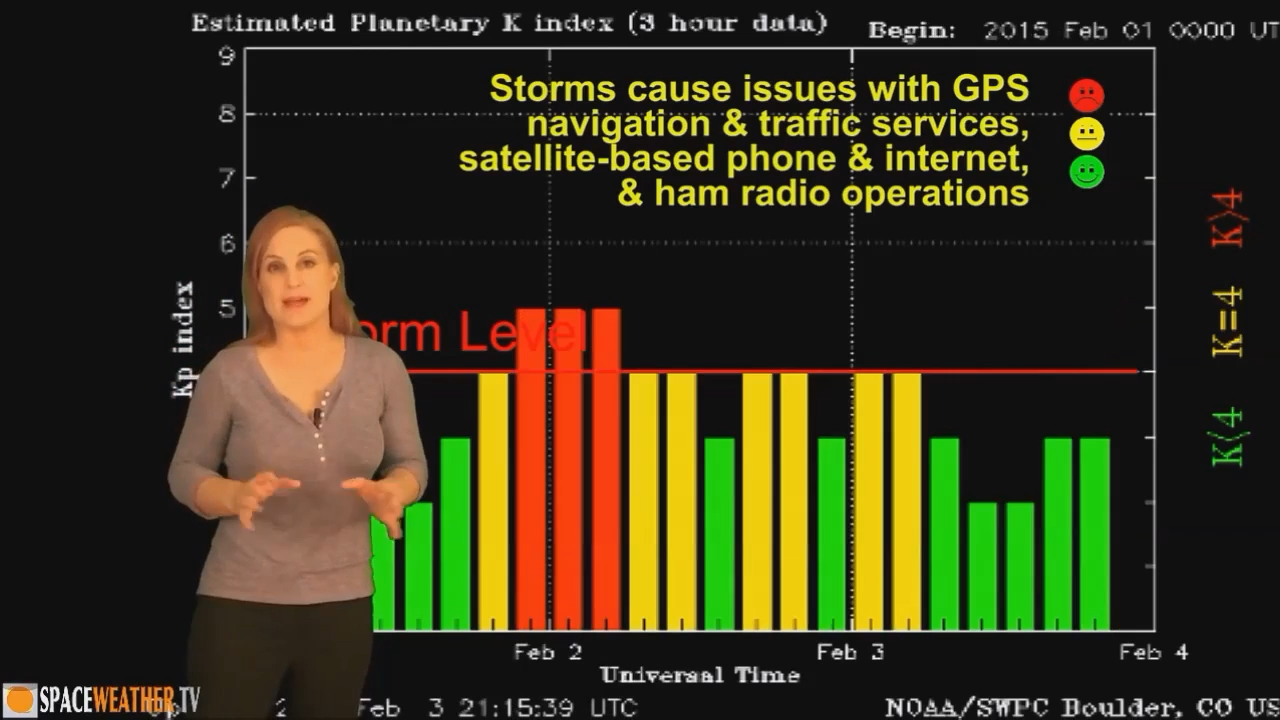 Estimated Planetary K index (3 hour data)
Begin: 2015 Feb 01 0000 UT
9
8
7
6
5
Storms cause issues with GPS
navigation & traffic services,
satellite-based phone & internet,
& ham radio operations
orm Level
Kp index
K>4
K=4
K<4
Feb 2
Feb 3
Feb 4
Universal Time
SPACEWEATHER.TV
2
Feb 3 21:15:39 UTC
NOAA/SWPC Boulder, CO US